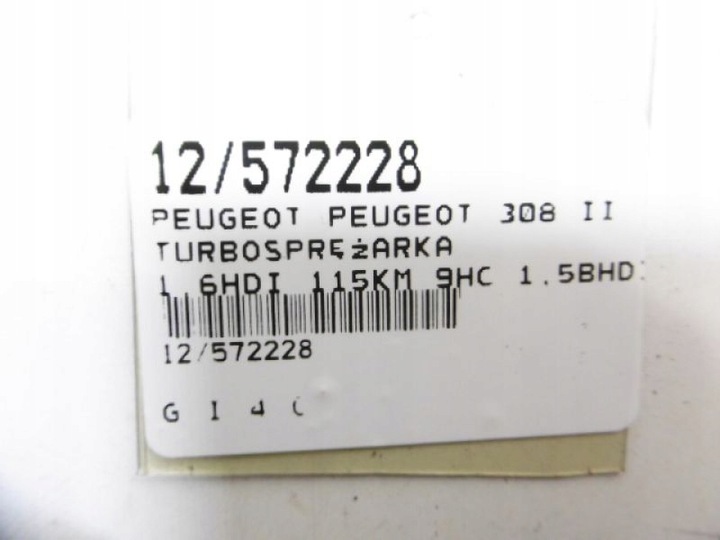 12/572228
PEUGEOT PEUGEOT 308 II
TURBOSPRĘŻARKA
1.6HDI 115KM 9HC 1.5BHD
12/572228
G I 4